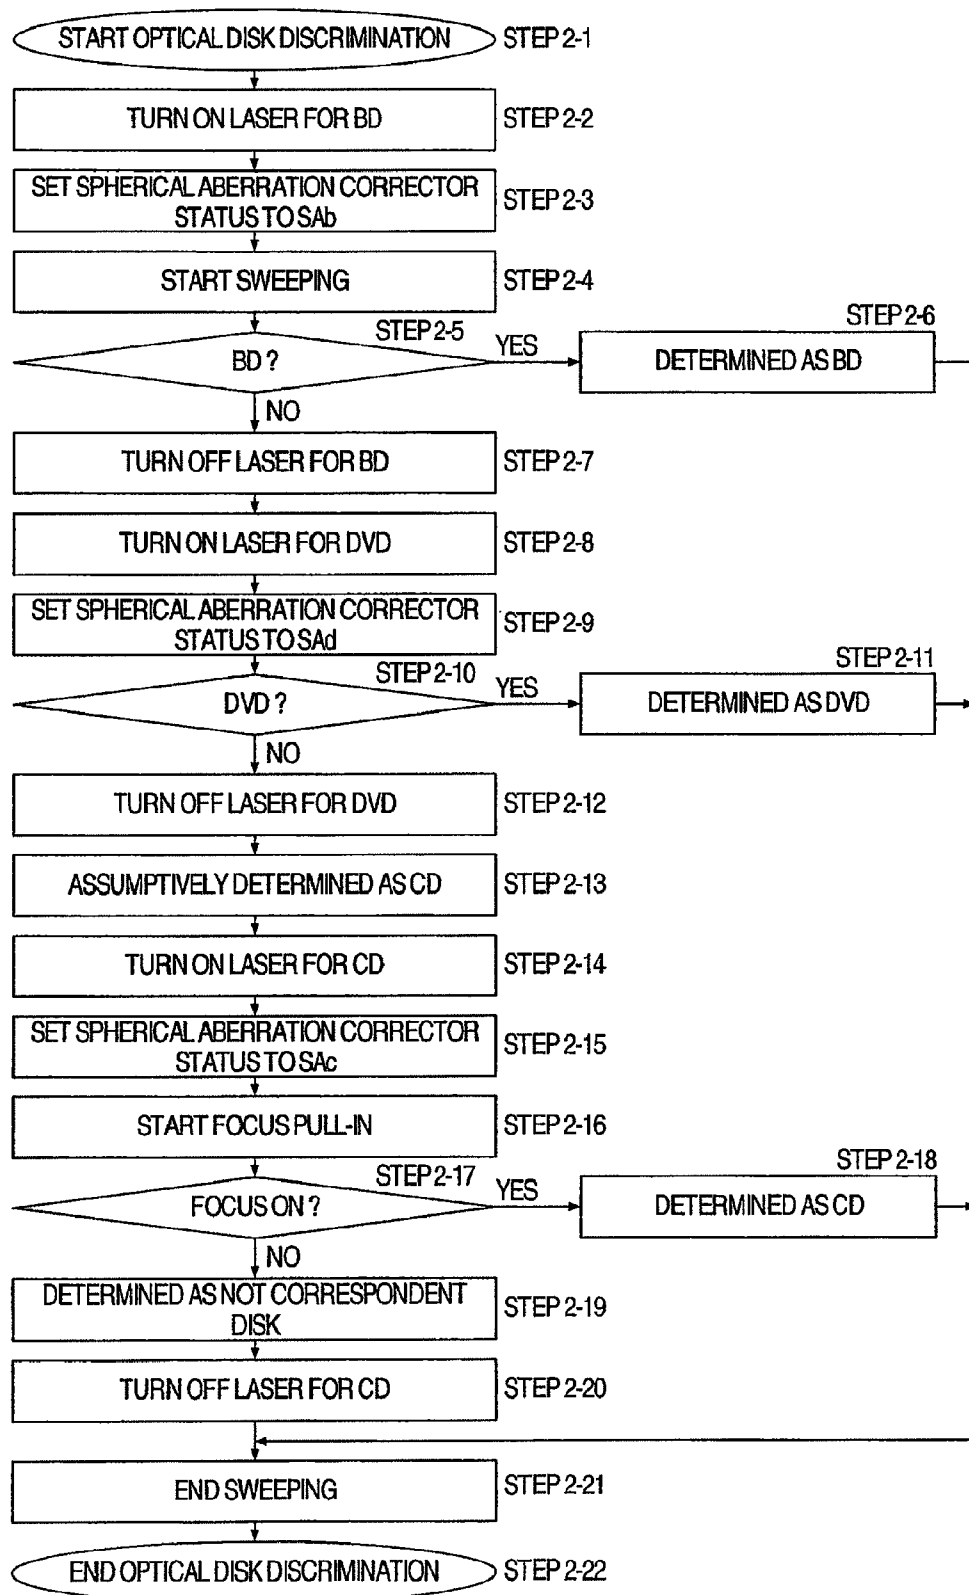 START OPTICAL DISK DISCRIMINATION STEP 2-1
TURN ON LASER FOR BD STEP 2-2
SET SPHERICAL ABERRATION CORRECTOR
STATUS TO SAb
STEP 2-3
START SWEEPING STEP 2-4
STEP 2-5
BD ?
YES
STEP 2-6
DETERMINED AS BD
NO
TURN OFF LASER FOR BD STEP 2-7
TURN ON LASER FOR DVD STEP 2-8
SET SPHERICAL ABERRATION CORRECTOR
STATUS TO SAd
STEP 2-9
STEP 2-10
DVD ?
YES
STEP 2-11
DETERMINED AS DVD
NO
TURN OFF LASER FOR DVD STEP 2-12
ASSUMPTIVELY DETERMINED AS CD STEP 2-13
TURN ON LASER FOR CD STEP 2-14
SET SPHERICAL ABERRATION CORRECTOR
STATUS TO SAc
STEP 2-15
START FOCUS PULL-IN STEP 2-16
STEP 2-17
FOCUS ON ?
YES
STEP 2-18
DETERMINED AS CD
NO
DETERMINED AS NOT CORRESPONDENT
DISK
STEP 2-19
TURN OFF LASER FOR CD STEP 2-20
END SWEEPING STEP 2-21
END OPTICAL DISK DISCRIMINATION STEP 2-22